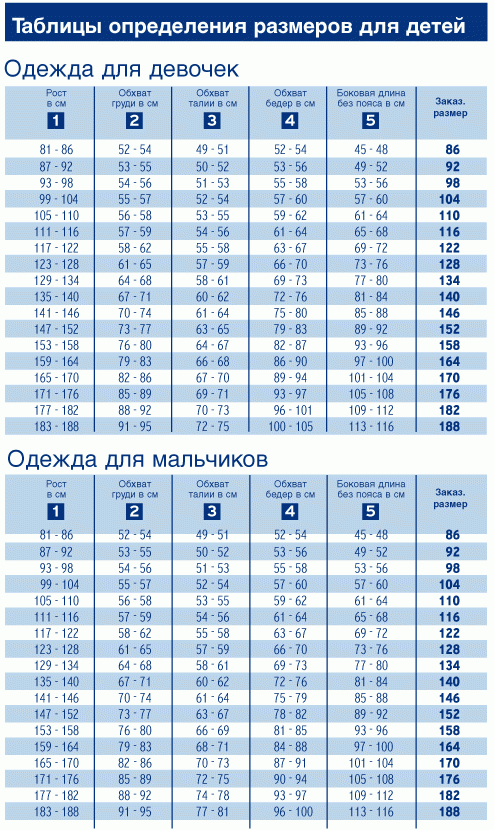 Таблицы определения размеров для детей
Одежда для девочек
Рост в см 1 Обхват груди в см 2 Обхват талии в см 3 Обхват бедер в см 4 Боковая длина без пояса в см 5 Заказ. размер
81 - 86 52 - 54 49 - 51 52 - 54 45 - 48 86
87 - 92 53 - 55 50 - 52 53 - 56 49 - 52 92
93 - 98 54 - 56 51 - 53 55 - 58 53 - 56 98
99 - 104 55 - 57 52 - 54 57 - 60 57 - 60 104
105 - 110 56 - 58 53 - 55 59 - 62 61 - 64 110
111 - 116 57 - 59 54 - 56 61 - 64 65 - 68 116
117 - 122 58 - 62 55 - 58 63 - 67 69 - 72 122
123 - 128 61 - 65 57 - 59 66 - 70 73 - 76 128
129 - 134 64 - 68 58 - 61 69 - 73 77 - 80 134
135 - 140 67 - 71 60 - 62 72 - 76 81 - 84 140
141 - 146 70 - 74 61 - 64 75 - 80 85 - 88 146
147 - 152 73 - 77 63 - 65 79 - 83 89 - 92 152
153 - 158 76 - 80 64 - 67 82 - 87 93 - 96 158
159 - 164 79 - 83 66 - 68 86 - 90 97 - 100 164
165 - 170 82 - 86 67 - 70 89 - 94 101 - 104 170
171 - 176 85 - 89 69 - 71 93 - 97 105 - 108 176
177 - 182 88 - 92 70 - 73 96 - 101 109 - 112 182
183 - 188 91 - 95 72 - 75 100 - 105 113 - 116 188
Одежда для мальчиков
Рост в см 1 Обхват груди в см 2 Обхват талии в см 3 Обхват бедер в см 4 Боковая длина без пояса в см 5 Заказ. размер
81 - 86 52 - 54 49 - 51 52 - 54 45 - 48 86
87 - 92 53 - 55 50 - 52 53 - 56 49 - 52 92
93 - 98 54 - 56 51 - 53 55 - 58 53 - 56 98
99 - 104 55 - 57 52 - 54 57 - 60 57 - 60 104
105 - 110 56 - 58 53 - 55 59 - 62 61 - 64 110
111 - 116 57 - 59 54 - 56 61 - 64 65 - 68 116
117 - 122 58 - 62 55 - 58 63 - 67 69 - 72 122
123 - 128 61 - 65 57 - 59 66 - 70 73 - 76 128
129 - 134 64 - 68 58 - 61 69 - 73 77 - 80 134
135 - 140 67 - 71 60 - 62 72 - 76 81 - 84 140
141 - 146 70 - 74 61 - 64 75 - 79 85 - 88 146
147 - 152 73 - 77 63 - 67 78 - 82 89 - 92 152
153 - 158 76 - 80 66 - 69 81 - 85 93 - 96 158
159 - 164 79 - 83 68 - 71 84 - 88 97 - 100 164
165 - 170 82 - 86 70 - 73 87 - 91 101 - 104 170
171 - 176 85 - 89 72 - 75 90 - 94 105 - 108 176
177 - 182 88 - 92 74 - 78 93 - 97 109 - 112 182
183 - 188 91 - 95 77 - 81 96 - 100 113 - 116 188